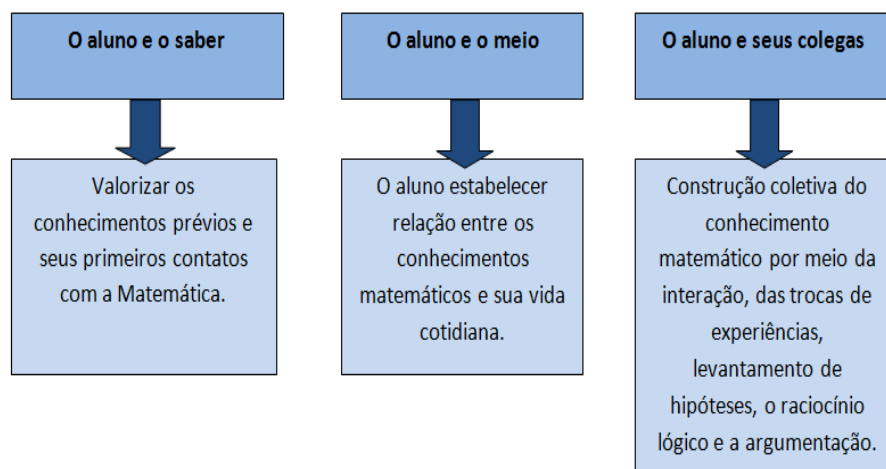 O aluno e o saber
Valorizar os
conhecimentos prévios e
seus primeiros contatos
com a Matemática.
O aluno e o meio
O aluno estabelecer
relação entre os
conhecimentos
matemáticos e sua vida
cotidiana.
O aluno e seus colegas
Construção coletiva do
conhecimento
matemático por meio da
interação, das trocas de
experiências,
levantamento de
hipóteses, o raciocínio
lógico e a argumentação.